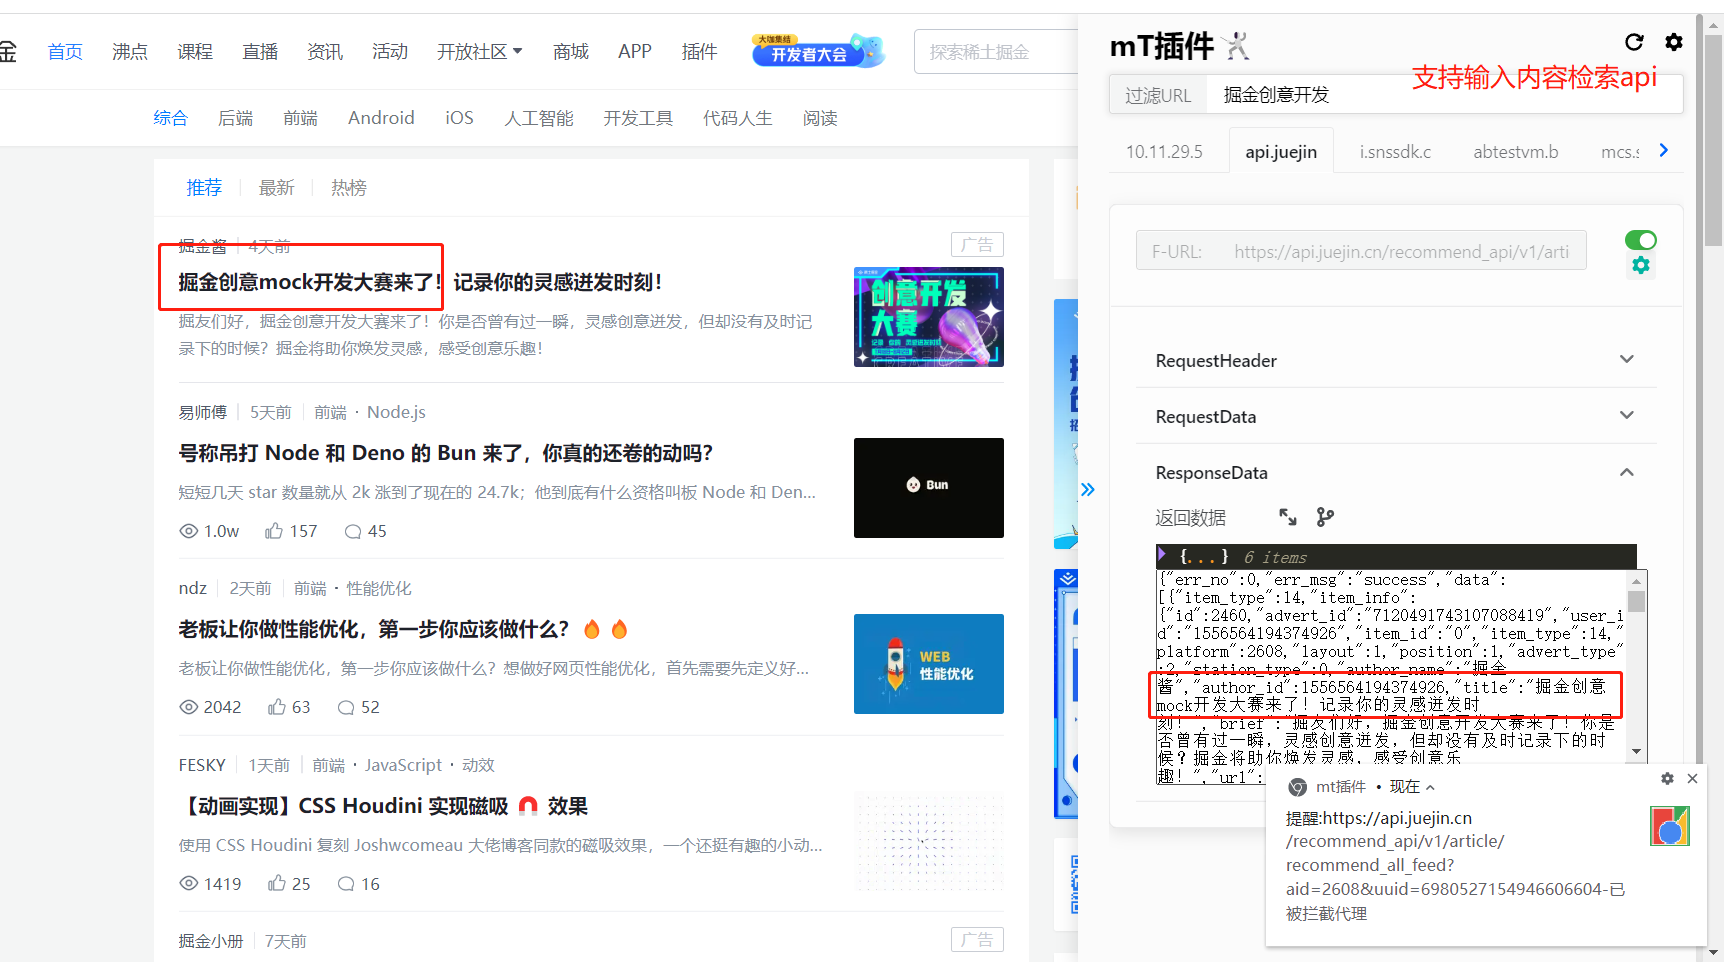 金
首页 沸点 课程 直播 资讯 活动 开放社区 商城 APP 插件
大咖集结
开发者大会
探索稀土掘金
综合 后端 前端 Android iOS 人工智能 开发工具 代码人生 阅读
推荐 最新 热榜
掘金酱 4天前
广告
掘金创意mock开发大赛来了！记录你的灵感迸发时刻！
掘友们好，掘金创意开发大赛来了！你是否曾有过一瞬，灵感创意迸发，但却没有及时记
录下的时候？掘金将助你焕发灵感，感受创意乐趣！
创意开发
大赛
易师傅 5天前 前端 · Node.js
号称吊打 Node 和 Deno 的 Bun 来了，你真的还卷的动吗？
短短几天 star 数量就从 2k 涨到了现在的 24.7k；他到底有什么资格叫板 Node 和 Den...
1.0w 157 45
Bun
ndz 2天前 前端 · 性能优化
老板让你做性能优化，第一步你应该做什么？
老板让你做性能优化，第一步你应该做什么？想做好网页性能优化，首先需要先定义好...
2042 63 52
WEB
性能优化
FESKY 1天前 前端 · JavaScript · 动效
【动画实现】CSS Houdini 实现磁吸 效果
使用 CSS Houdini 复刻 Joshwcomeau 大佬博客同款的磁吸效果，一个还挺有趣的小动...
1419 25 16
掘金小册 7天前
广告
mT插件
支持输入内容检索api
过滤URL 掘金创意开发
10.11.29.5 api.juejin i.snssdk.c abtestvm.b mcs.s
F-URL: https://api.juejin.cn/recommend_api/v1/arti
RequestHeader
RequestData
ResponseData
返回数据
{...} 6 items
{"err_no":0,"err_msg":"success","data":
[{"item_type":14,"item_info":
{"id":2460,"advert_id":"7120491743107088419","user_i
d":"1556564194374926","item_id":"0","item_type":14,"
platform":2608,"layout":1,"position":1,"advert_type"
:2,"station_type":0,"author_name":"掘金
酱","author_id":1556564194374926,"title":"掘金创意
mock开发大赛来了！记录你的灵感迸发时
刻！","brief":"掘友们好，掘金创意开发大赛来了！你是
否曾有过一瞬，灵感创意迸发，但却没有及时记录下的时
候？掘金将助你焕发灵感，感受创意乐
趣！","url":
mt插件 • 现在
提醒:https://api.juejin.cn
/recommend_api/v1/article/
recommend_all_feed?
aid=2608&uuid=6980527154946606604-已
被拦截代理